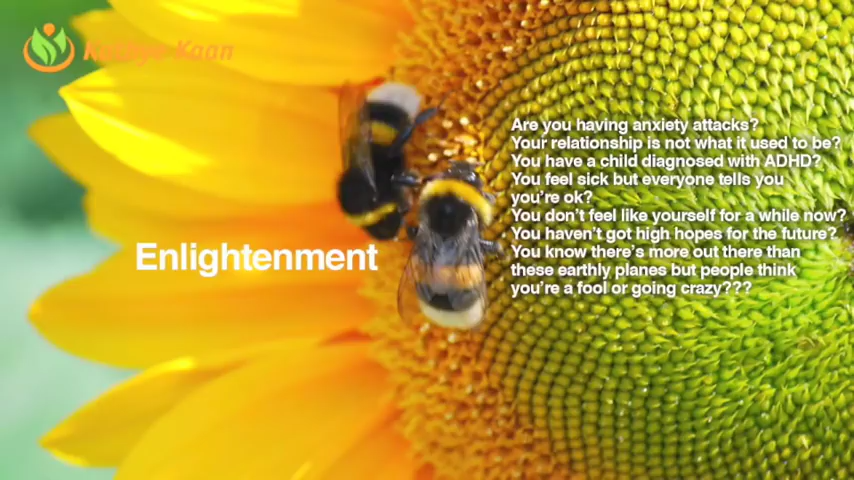 Are you having anxiety attacks?
Your relationship is not what it used to be?
You have a child diagnosed with ADHD?
You feel sick but everyone tells you
you're ok?
You don't feel like yourself for a while now?
You haven't got high hopes for the future?
You know there's more out there than
these earthly planes but people think
you're a fool or going crazy???
Enlightenment